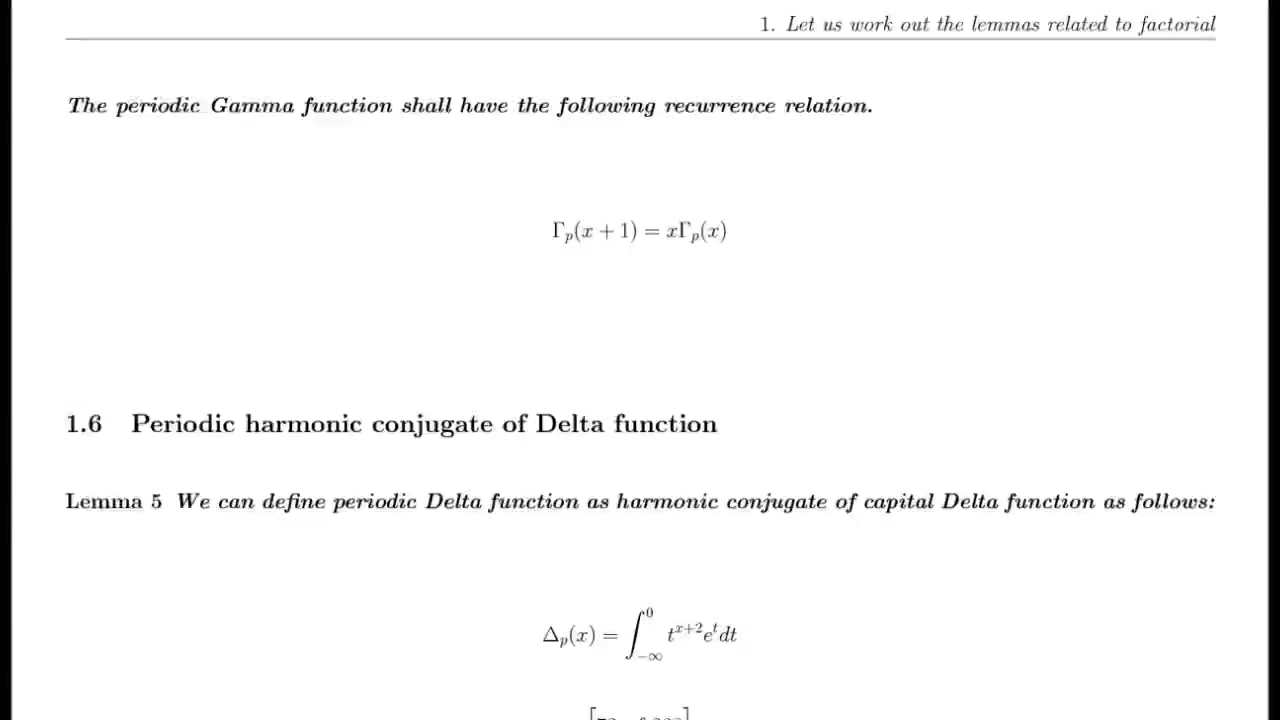 1. Let us work out the lemmas related to factorial
The periodic Gamma function shall have the following recurrence relation.
Γ_p(x + 1) = xΓ_p(x)
1.6 Periodic harmonic conjugate of Delta function
Lemma 5 We can define periodic Delta function as harmonic conjugate of capital Delta function as follows:
Δ_p(x) = ∫_{-∞}^{0} t^{x+2} e^t dt